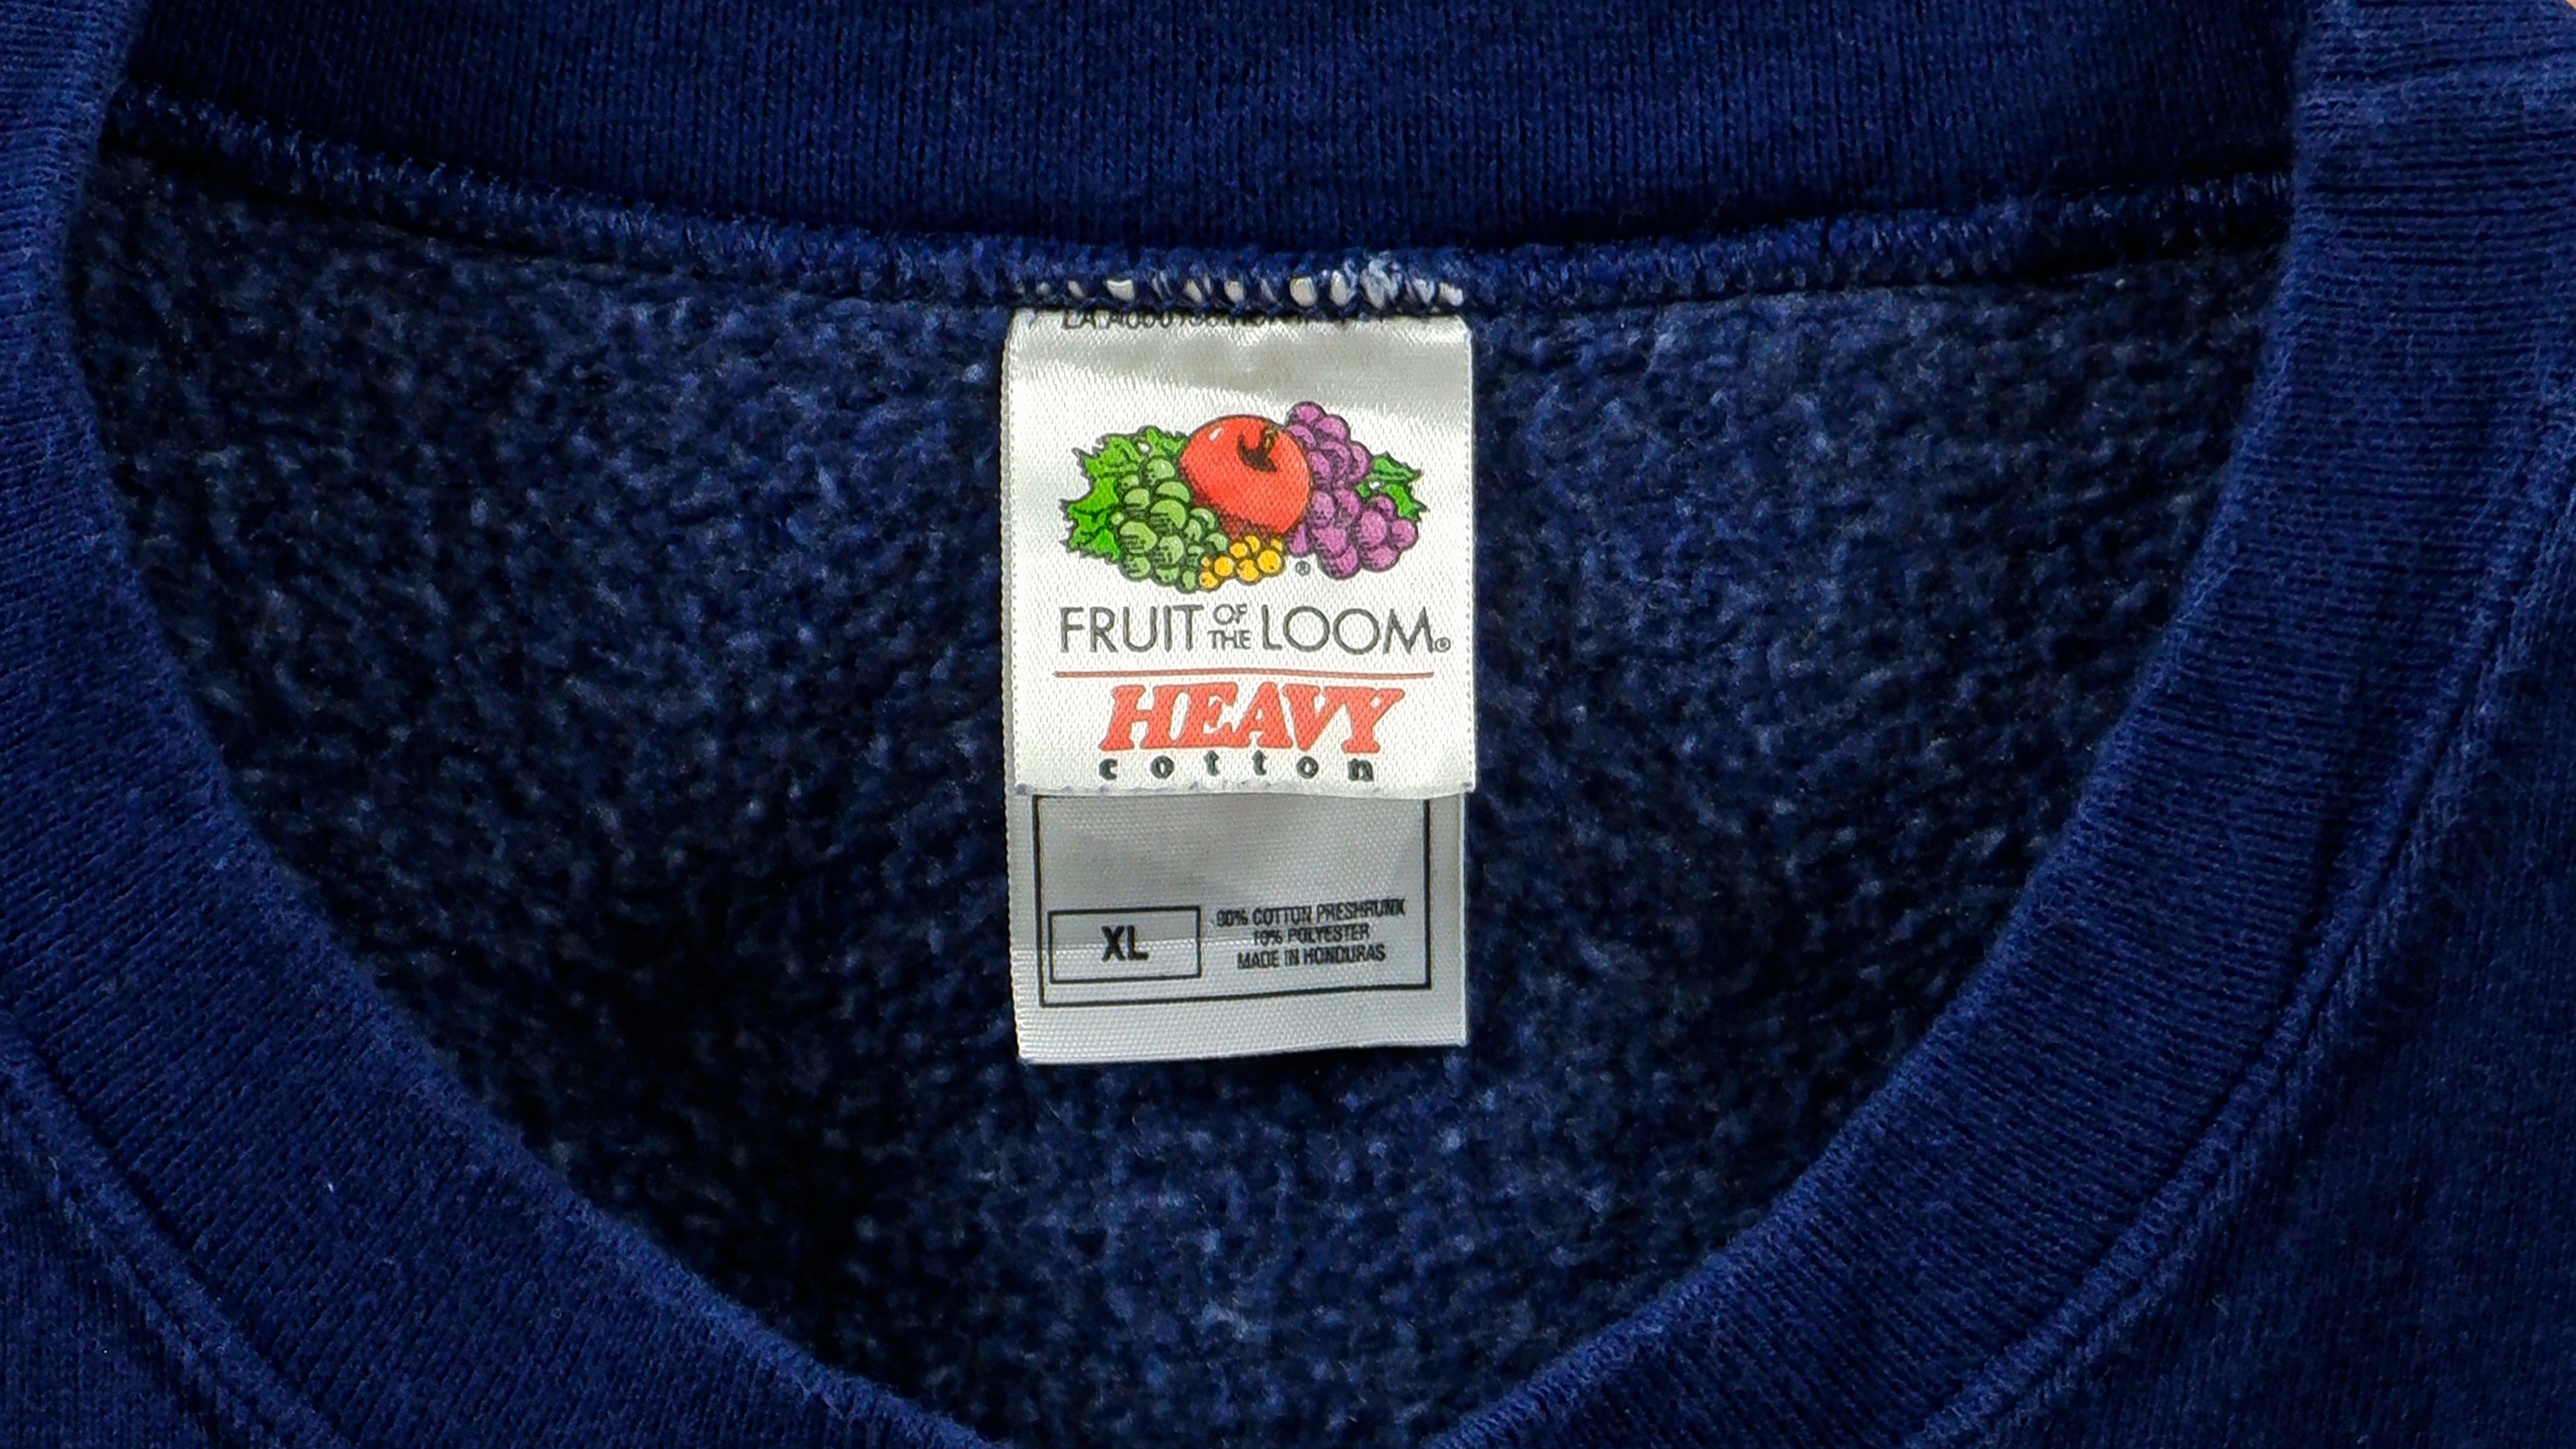 FRUIT OF THE LOOM®
HEAVY
cotton
XL
90% COTTON PRESHRUNK
10% POLYESTER
MADE IN HONDURAS